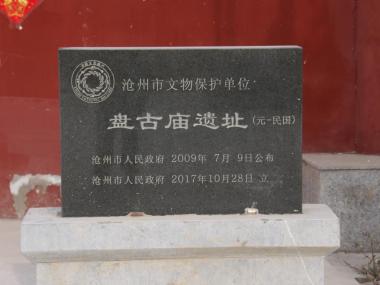 沧州市文物保护单位
盘古庙遗址(元-民国)
沧州市人民政府 2009年 7月 9日公布
沧州市人民政府 2017年10月28日 立